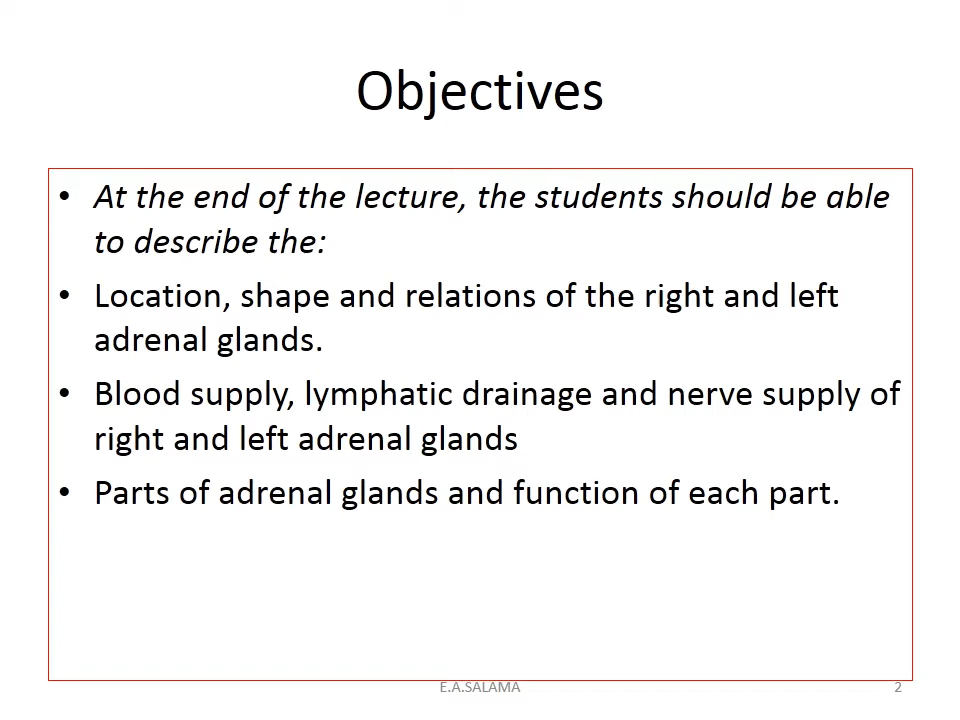 Objectives
• At the end of the lecture, the students should be able
to describe the:
• Location, shape and relations of the right and left
adrenal glands.
• Blood supply, lymphatic drainage and nerve supply of
right and left adrenal glands
• Parts of adrenal glands and function of each part.
E.A.SALAMA 2